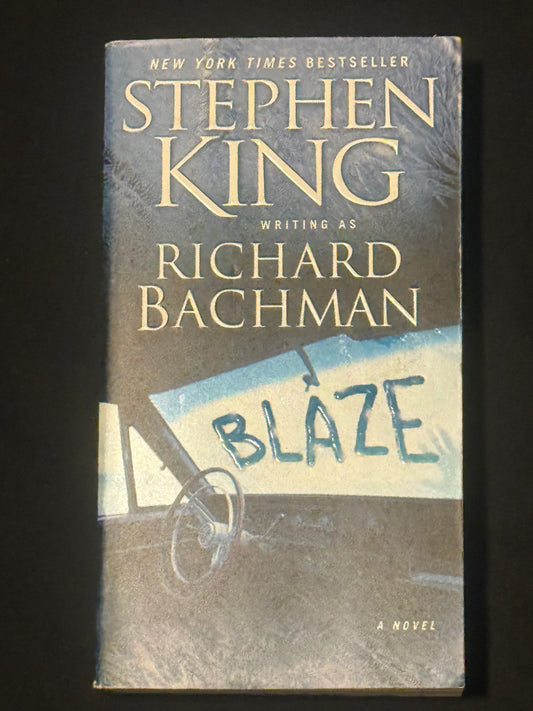 NEW YORK TIMES BESTSELLER
STEPHEN
KING
WRITING AS
RICHARD
BACHMAN
BLAZE
A NOVEL